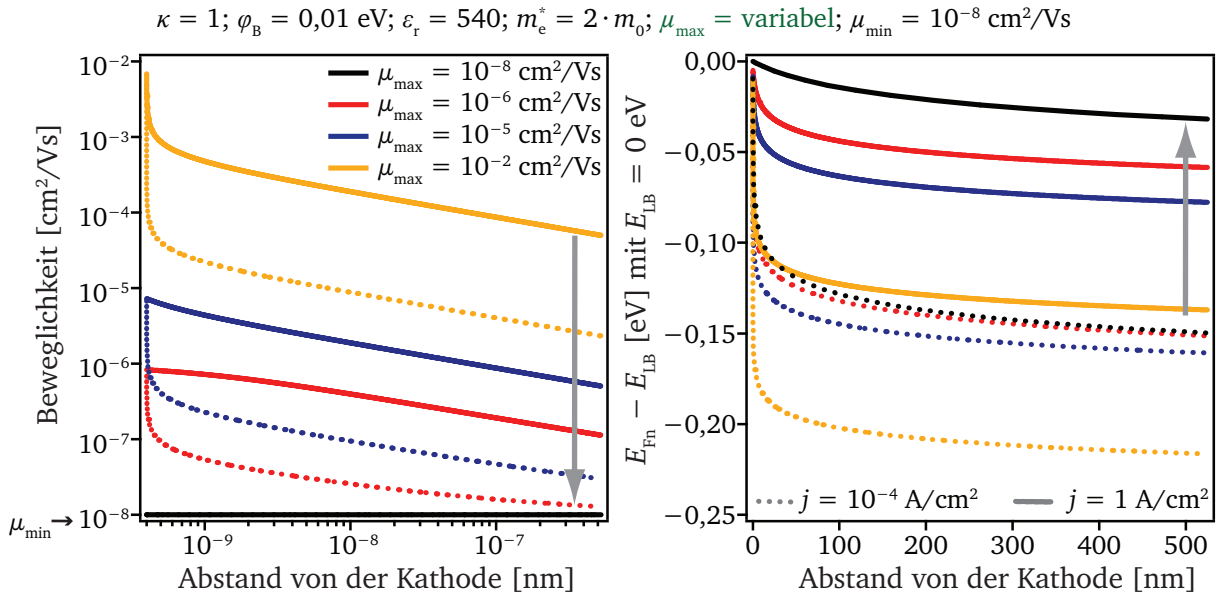 κ = 1; φ_B = 0,01 eV; ε_r = 540; m*_e = 2·m_0; μ_max = variabel; μ_min = 10⁻⁸ cm²/Vs
μ_max = 10⁻⁸ cm²/Vs
μ_max = 10⁻⁶ cm²/Vs
μ_max = 10⁻⁵ cm²/Vs
μ_max = 10⁻² cm²/Vs
Beweglichkeit [cm²/Vs]
10⁻²
10⁻³
10⁻⁴
10⁻⁵
10⁻⁶
10⁻⁷
10⁻⁸
μ_min →
10⁻⁹
10⁻⁸
10⁻⁷
Abstand von der Kathode [nm]
E_Fn − E_LB [eV] mit E_LB = 0 eV
0,00
−0,05
−0,10
−0,15
−0,20
−0,25
j = 10⁻⁴ A/cm²
j = 1 A/cm²
0
100
200
300
400
500
Abstand von der Kathode [nm]